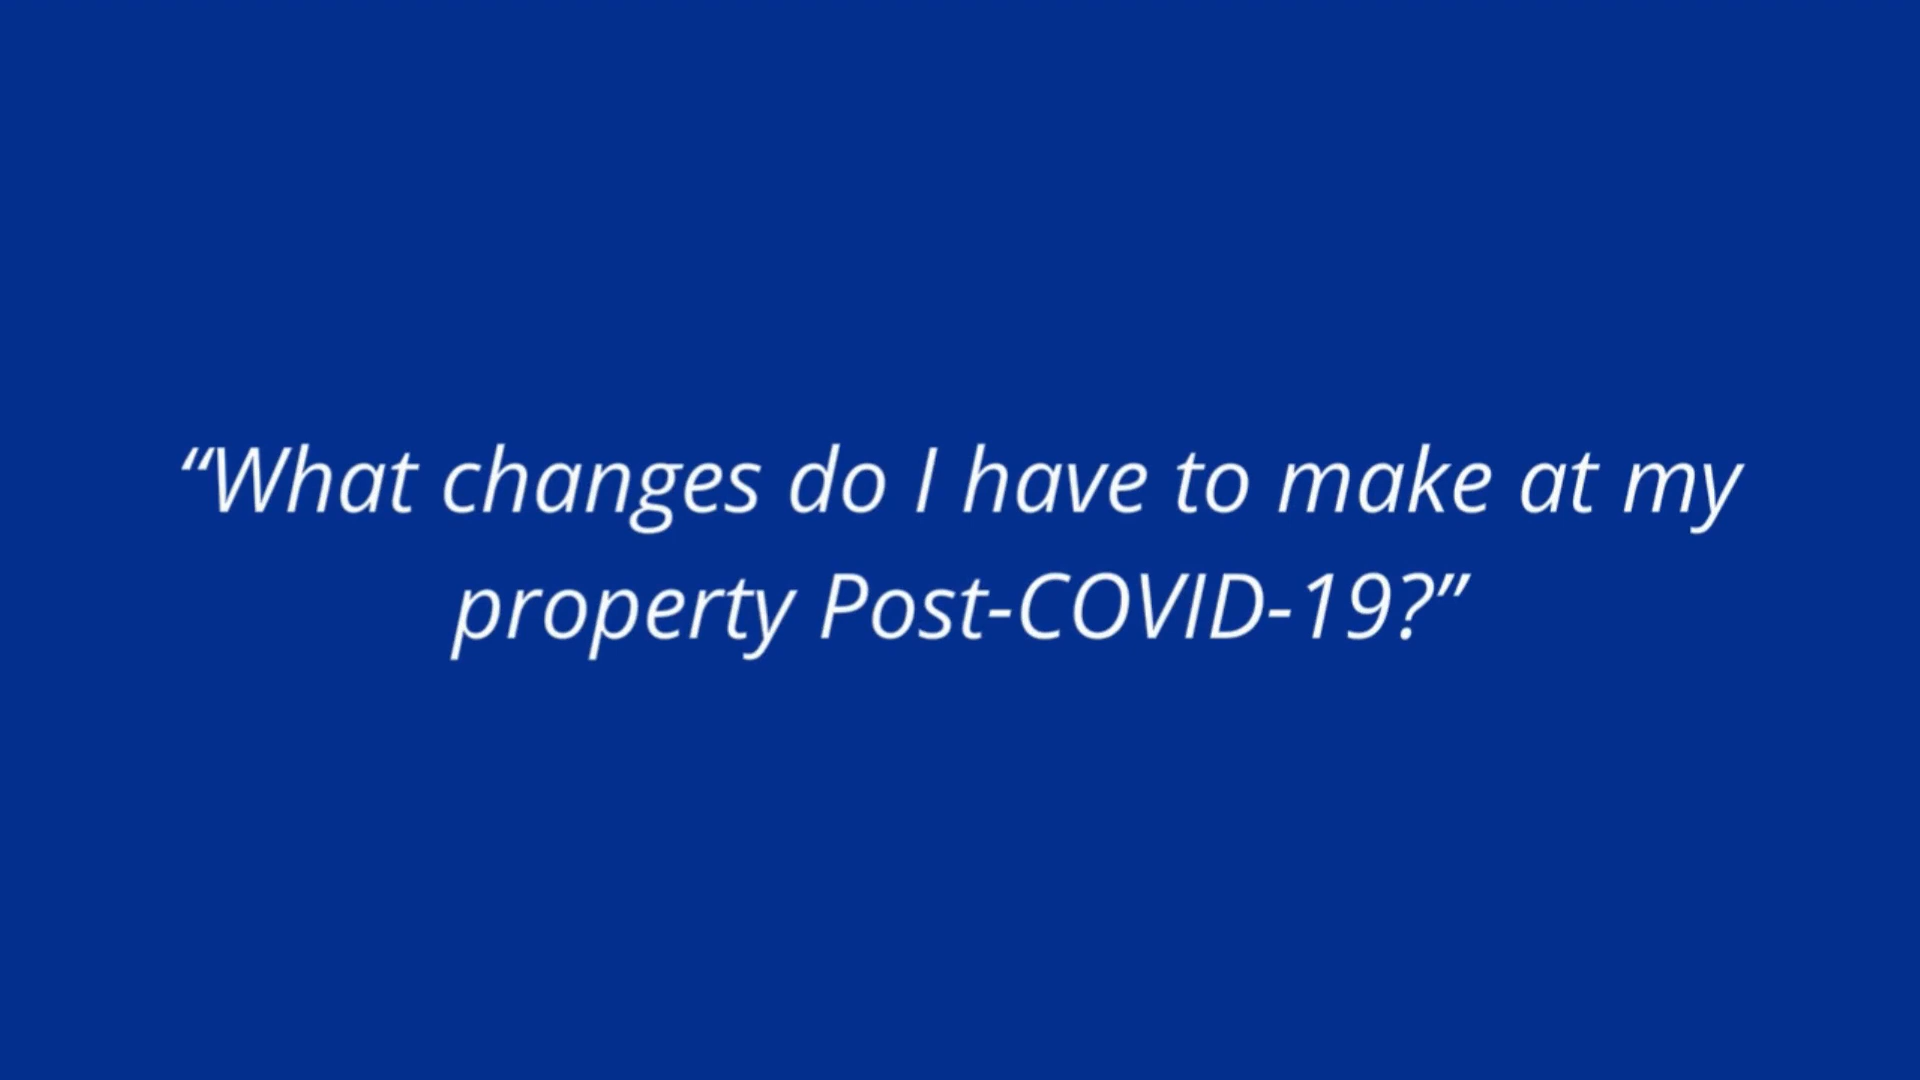 “What changes do I have to make at my
property Post-COVID-19?”